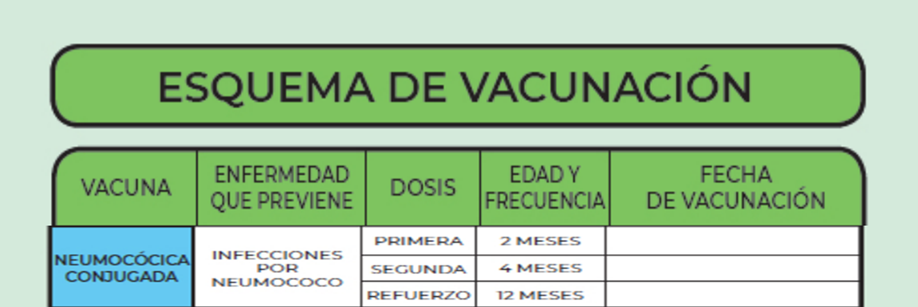 ESQUEMA DE VACUNACIÓN
VACUNA
ENFERMEDAD
QUE PREVIENE
DOSIS
EDAD Y
FRECUENCIA
FECHA
DE VACUNACIÓN
NEUMOCÓCICA
CONJUGADA
INFECCIONES
POR
NEUMOCOCO
PRIMERA
2 MESES
SEGUNDA
4 MESES
REFUERZO
12 MESES